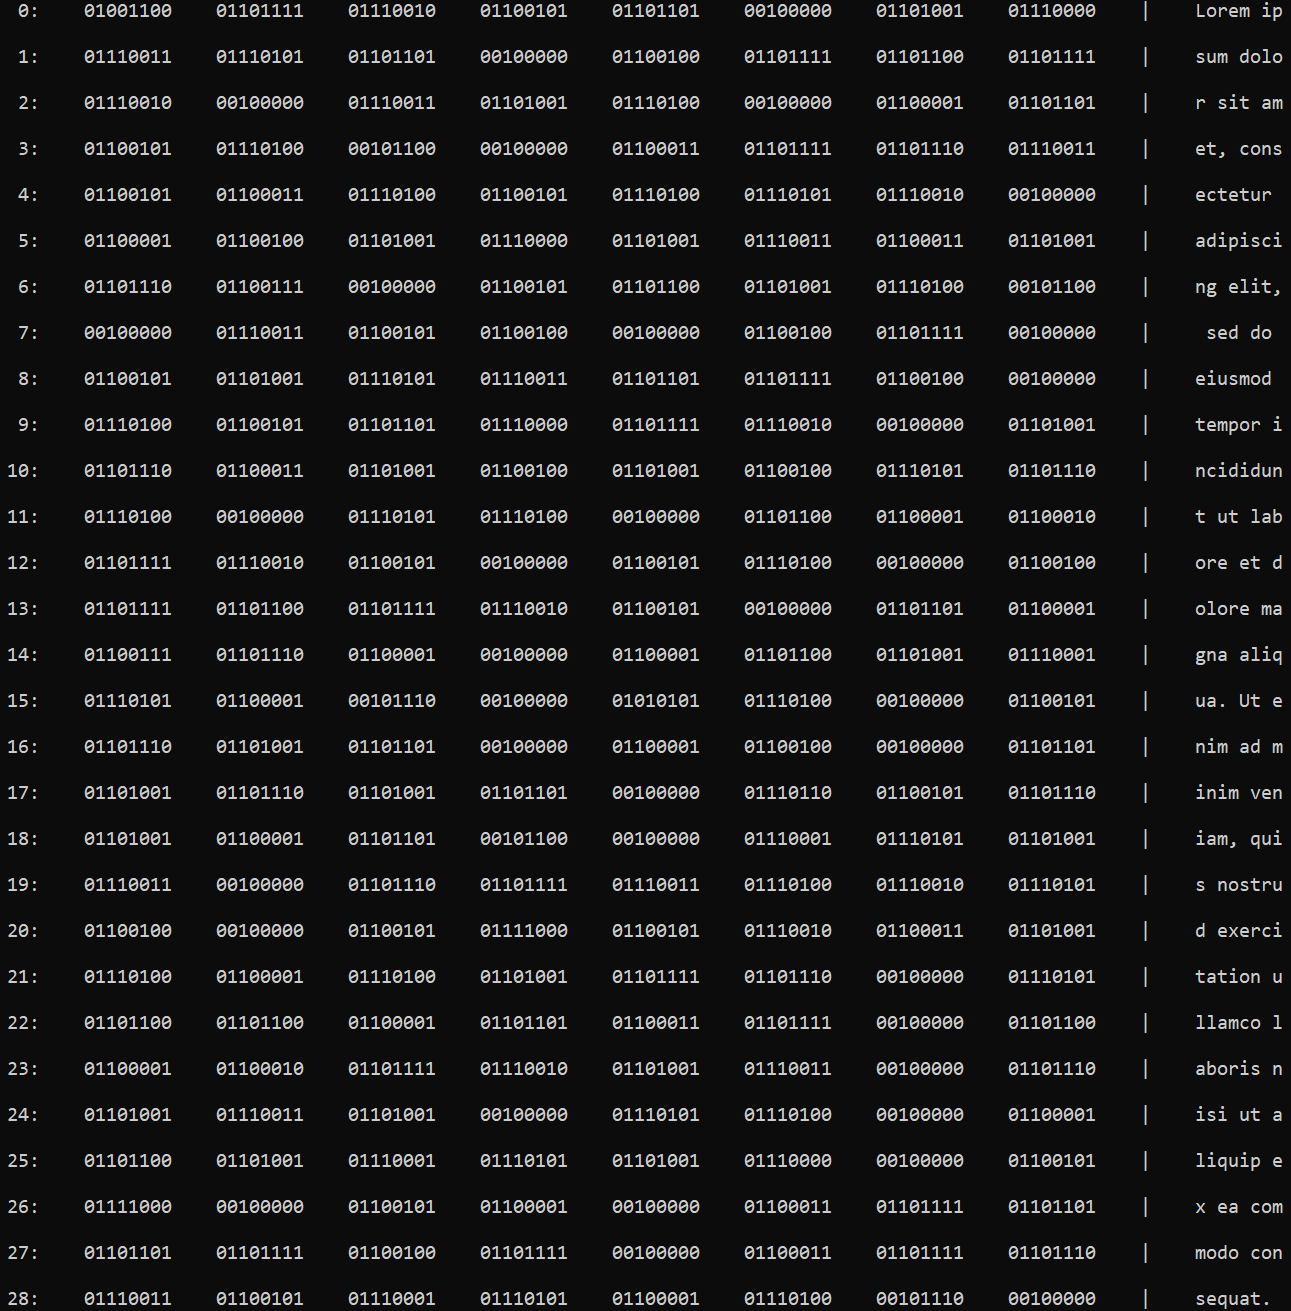 0: 01001100 01101111 01110010 01100101 01101101 00100000 01101001 01110000 | Lorem ip
1: 01110011 01110101 01101101 00100000 01100100 01101111 01101100 01101111 | sum dolo
2: 01110010 00100000 01110011 01101001 01110100 00100000 01100001 01101101 | r sit am
3: 01100101 01110100 00101100 00100000 01100011 01101111 01101110 01110011 | et, cons
4: 01100101 01100011 01110100 01100101 01110100 01110101 01110010 00100000 | ectetur
5: 01100001 01100100 01101001 01110000 01101001 01110011 01100011 01101001 | adipisci
6: 01101110 01100111 00100000 01100101 01101100 01101001 01110100 00101100 | ng elit,
7: 00100000 01110011 01100101 01100100 00100000 01100100 01101111 00100000 | sed do
8: 01100101 01101001 01110101 01110011 01101101 01101111 01100100 00100000 | eiusmod
9: 01110100 01100101 01101101 01110000 01101111 01110010 00100000 01101001 | tempor i
10: 01101110 01100011 01101001 01100100 01101001 01100100 01110101 01101110 | ncididun
11: 01110100 00100000 01110101 01110100 00100000 01101100 01100001 01100010 | t ut lab
12: 01101111 01110010 01100101 00100000 01100101 01110100 00100000 01100100 | ore et d
13: 01101111 01101100 01101111 01110010 01100101 00100000 01101101 01100001 | olore ma
14: 01100111 01101110 01100001 00100000 01100001 01101100 01101001 01110001 | gna aliq
15: 01110101 01100001 00101110 00100000 01010101 01110100 00100000 01100101 | ua. Ut e
16: 01101110 01101001 01101101 00100000 01100001 01100100 00100000 01101101 | nim ad m
17: 01101001 01101110 01101001 01101101 00100000 01110110 01100101 01101110 | inim ven
18: 01101001 01100001 01101101 00101100 00100000 01110001 01110101 01101001 | iam, qui
19: 01110011 00100000 01101110 01101111 01110011 01110100 01110010 01110101 | s nostru
20: 01100100 00100000 01100101 01111000 01100101 01110010 01100011 01101001 | d exerci
21: 01110100 01100001 01110100 01101001 01101111 01101110 00100000 01110101 | tation u
22: 01101100 01101100 01100001 01101101 01100011 01101111 00100000 01101100 | llamco l
23: 01100001 01100010 01101111 01110010 01101001 01110011 00100000 01101110 | aboris n
24: 01101001 01110011 01101001 00100000 01110101 01110100 00100000 01100001 | isi ut a
25: 01101100 01101001 01110001 01110101 01101001 01110000 00100000 01100101 | liquip e
26: 01111000 00100000 01100101 01100001 00100000 01100011 01101111 01101101 | x ea com
27: 01101101 01101111 01100100 01101111 00100000 01100011 01101111 01101110 | modo con
28: 01110011 01100101 01110001 01110101 01100001 01110100 00101110 00100000 | sequat.